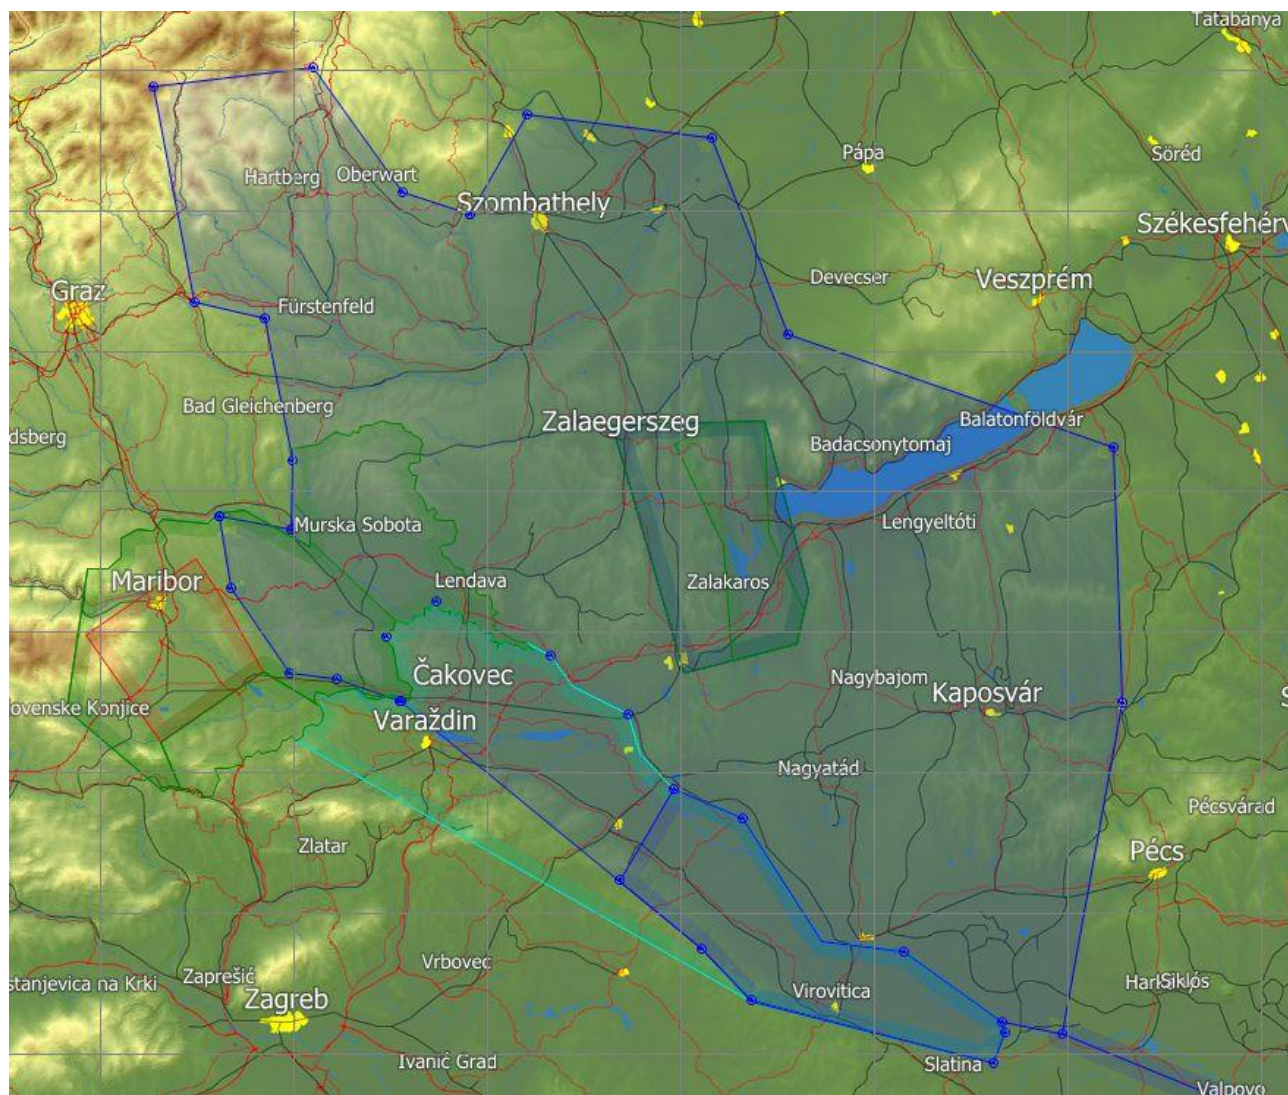 Tatabánya
Pápa
Söréd
Hartberg
Oberwart
Szombathely
Székesfehérv
Devecser
Veszprém
Graz
Fürstenfeld
Bad Gleichenberg
Zalaegerszeg
Balatonföldvár
dsberg
Badacsonytomaj
Murska Sobota
Lengyeltóti
Maribor
Lendava
Zalakaros
Čakovec
Nagybajom
Kaposvár
S
ovenske Konjice
Varaždin
Nagyatád
Pécsvárad
Zlatar
Pécs
Vrbovec
Zaprešić
stanjevica na Krki
Siklós
Virovitica
Zagreb
Ivanić Grad
Slatina
Valpovo